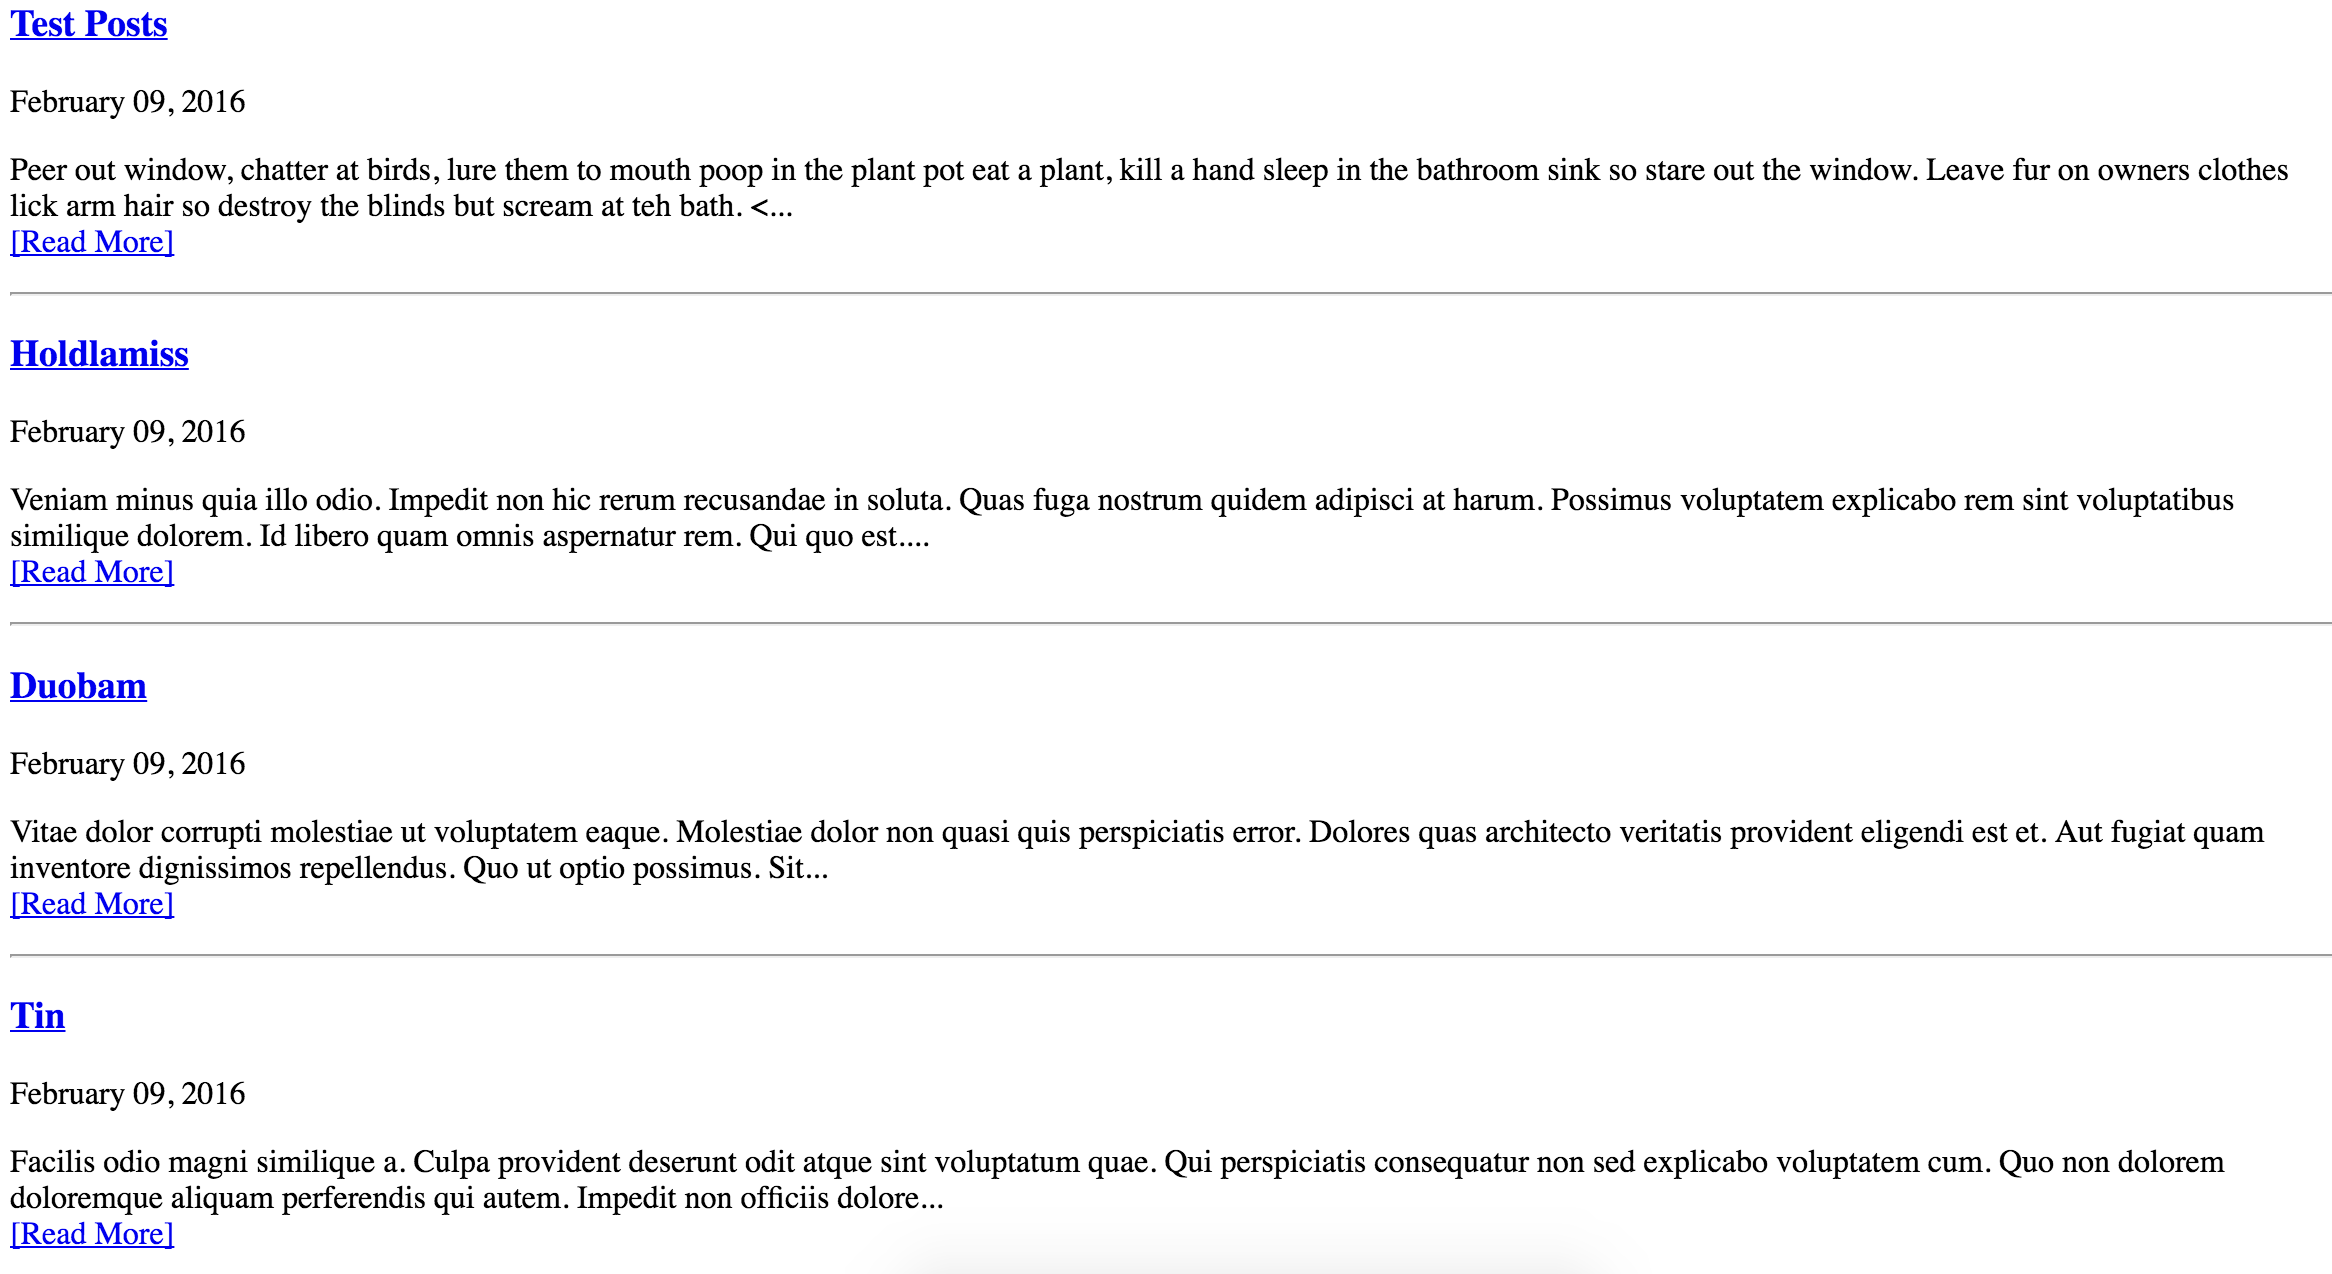 Test Posts
February 09, 2016
Peer out window, chatter at birds, lure them to mouth poop in the plant pot eat a plant, kill a hand sleep in the bathroom sink so stare out the window. Leave fur on owners clothes
lick arm hair so destroy the blinds but scream at teh bath. <...
[Read More]
Holdlamiss
February 09, 2016
Veniam minus quia illo odio. Impedit non hic rerum recusandae in soluta. Quas fuga nostrum quidem adipisci at harum. Possimus voluptatem explicabo rem sint voluptatibus
similique dolorem. Id libero quam omnis aspernatur rem. Qui quo est....
[Read More]
Duobam
February 09, 2016
Vitae dolor corrupti molestiae ut voluptatem eaque. Molestiae dolor non quasi quis perspiciatis error. Dolores quas architecto veritatis provident eligendi est et. Aut fugiat quam
inventore dignissimos repellendus. Quo ut optio possimus. Sit...
[Read More]
Tin
February 09, 2016
Facilis odio magni similique a. Culpa provident deserunt odit atque sint voluptatum quae. Qui perspiciatis consequatur non sed explicabo voluptatem cum. Quo non dolorem
doloremque aliquam perferendis qui autem. Impedit non officiis dolore...
[Read More]